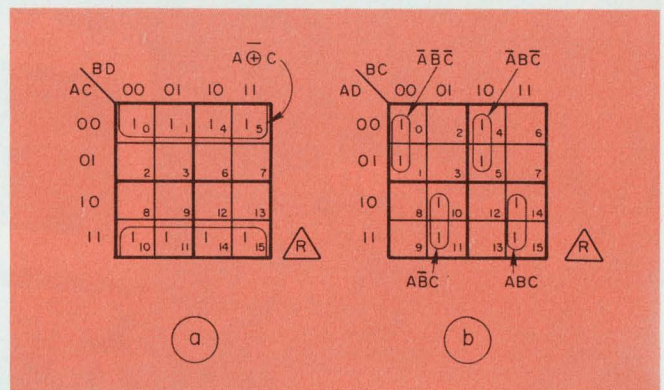 A ⊕̅ C
BD
AC 00 01 10 11
00 1 0 1 1 1 4 1 5
01 2 3 6 7
10 8 9 12 13
11 1 10 1 11 1 14 1 15
R
a
A̅B̅C̅ A̅BC̅
BC
AD 00 01 10 11
00 1 0 2 1 4 6
01 1 1 3 1 5 7
10 8 1 10 12 1 14
11 9 1 11 13 1 15
R
AB̅C ABC
b